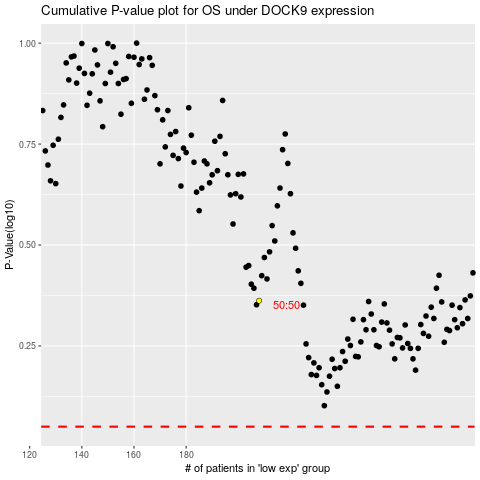 Cumulative P-value plot for OS under DOCK9 expression
P-Value(log10)
1.00
0.75
0.50
0.25
50:50
120 140 160 180
# of patients in 'low exp' group